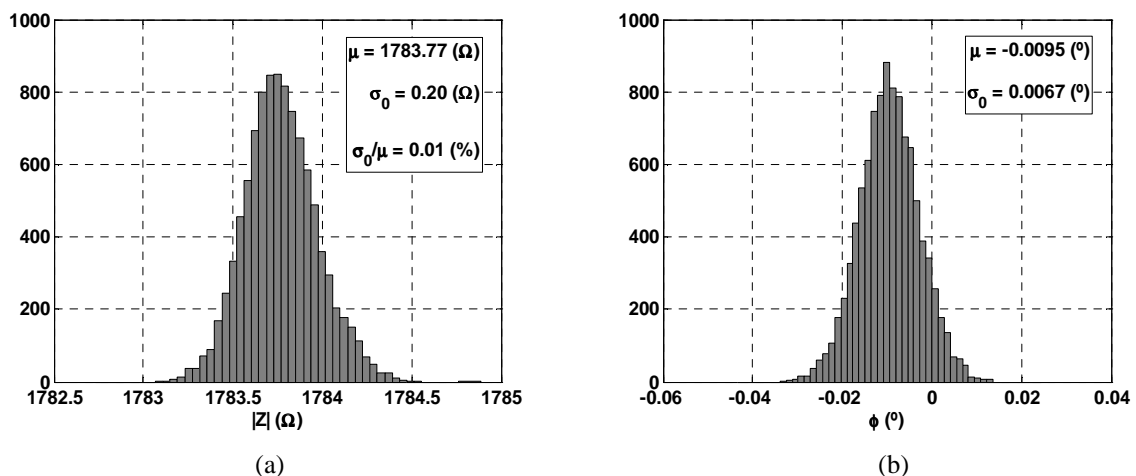 1000
800
600
400
200
0
μ = 1783.77 (Ω)
σ0 = 0.20 (Ω)
σ0/μ = 0.01 (%)
1782.5 1783 1783.5 1784 1784.5 1785
|Z| (Ω)
(a)
1000
800
600
400
200
0
μ = -0.0095 (º)
σ0 = 0.0067 (º)
-0.06 -0.04 -0.02 0 0.02 0.04
ϕ (º)
(b)